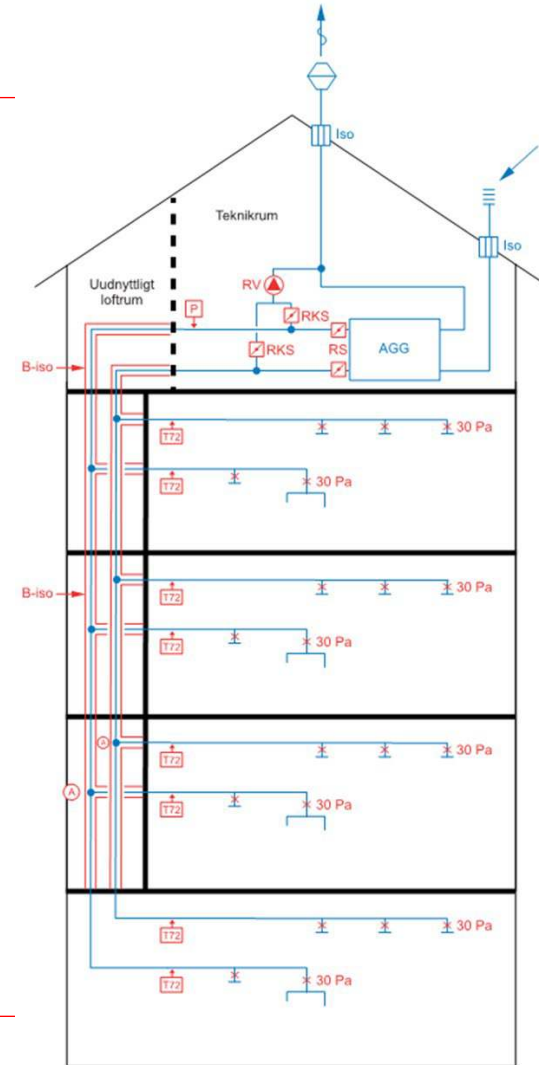 Iso
Iso
Teknikrum
Uudnyttligt
loftrum
RV
P
RKS
RKS
RS
AGG
B-iso
T72
30 Pa
T72
30 Pa
B-iso
T72
30 Pa
T72
30 Pa
A
T72
30 Pa
A
T72
30 Pa
T72
30 Pa
T72
30 Pa